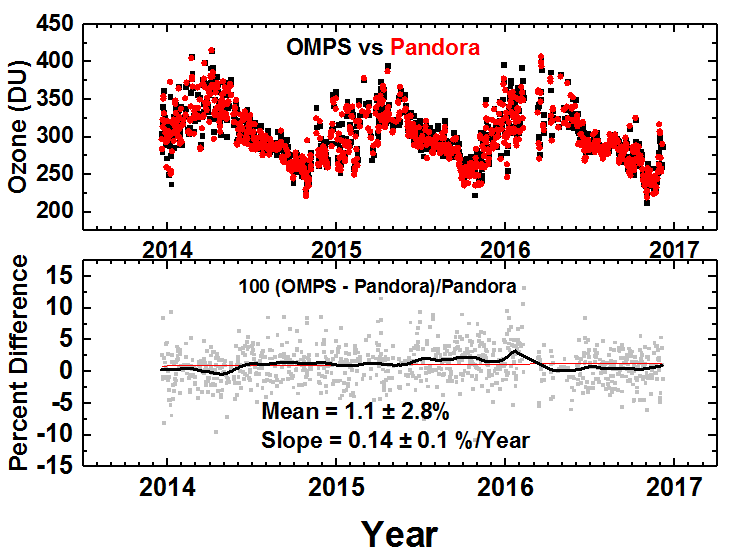 Ozone (DU)
450
400
350
300
250
200
OMPS vs Pandora
2014 2015 2016 2017
Percent Difference
15
10
5
0
-5
-10
-15
100 (OMPS - Pandora)/Pandora
Mean = 1.1 ± 2.8%
Slope = 0.14 ± 0.1 %/Year
2014 2015 2016 2017
Year